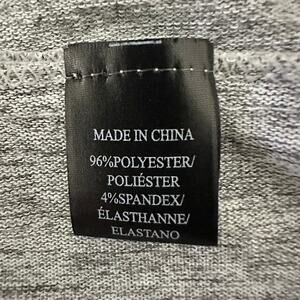 MADE IN CHINA
96%POLYESTER/
POLIÉSTER
4%SPANDEX/
ÉLASTHANNE/
ELASTANO